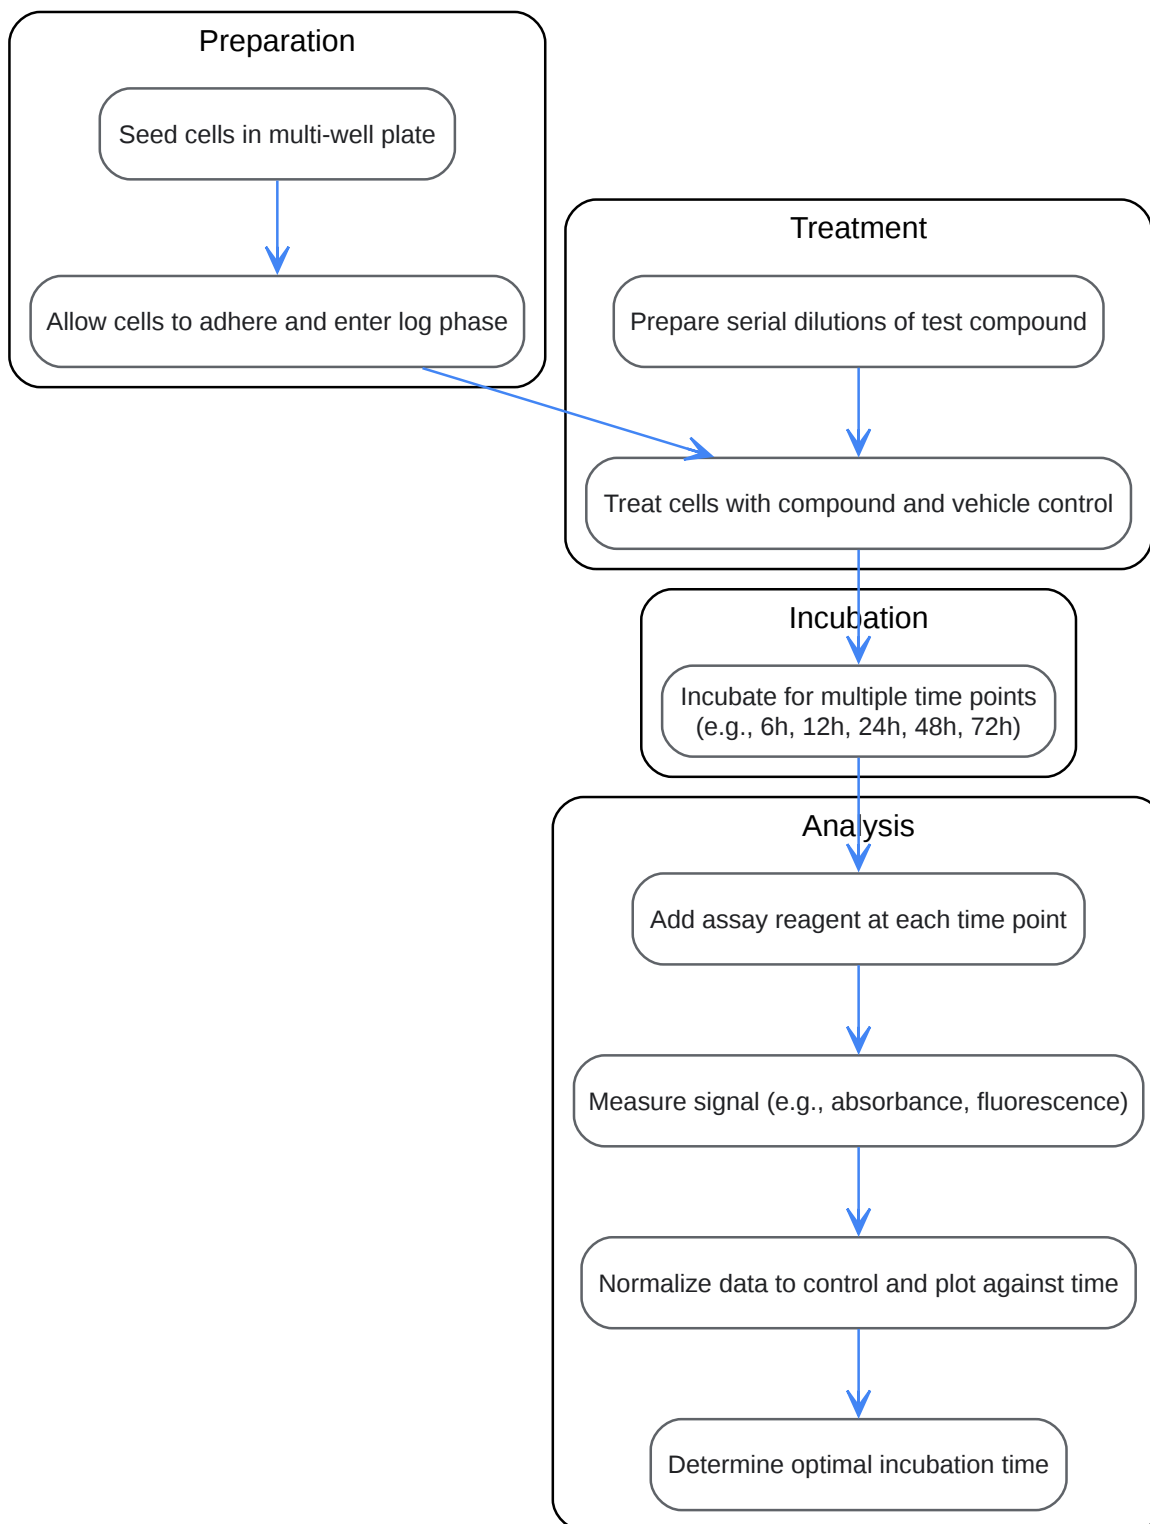 Preparation
Seed cells in multi-well plate
Allow cells to adhere and enter log phase
Treatment
Prepare serial dilutions of test compound
Treat cells with compound and vehicle control
Incubation
Incubate for multiple time points
(e.g., 6h, 12h, 24h, 48h, 72h)
Analysis
Add assay reagent at each time point
Measure signal (e.g., absorbance, fluorescence)
Normalize data to control and plot against time
Determine optimal incubation time